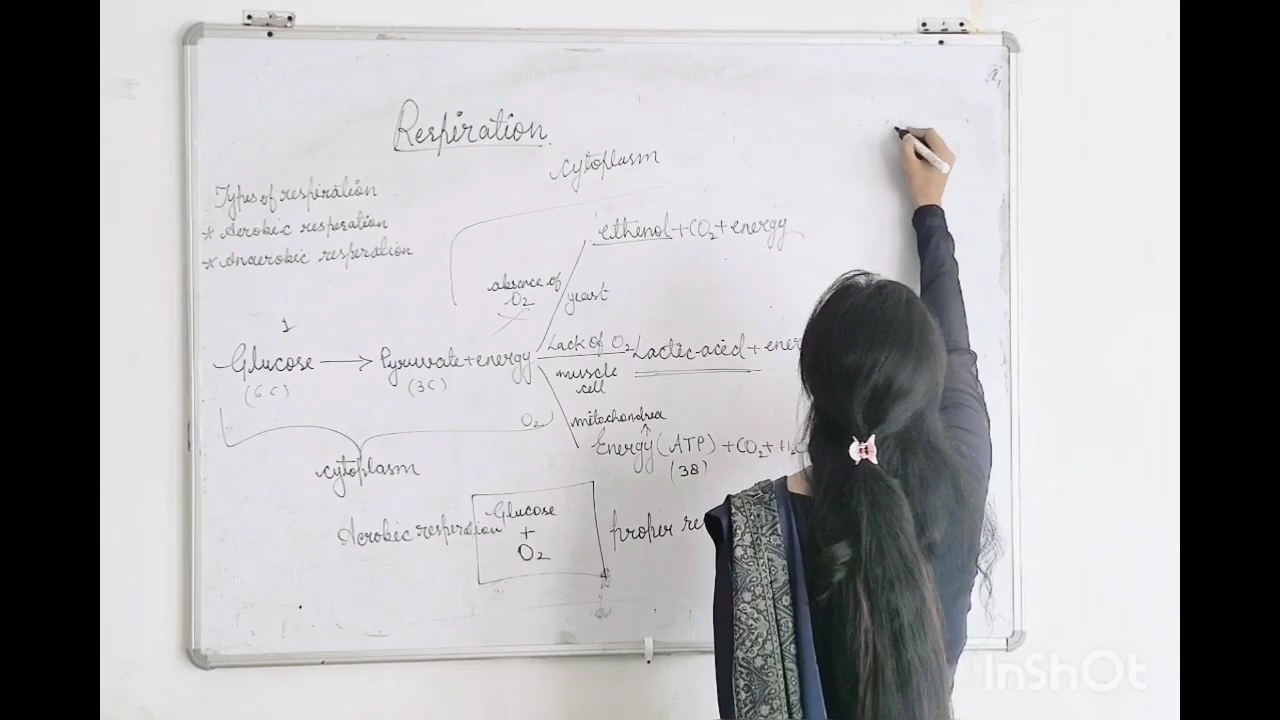 Respiration
cytoplasm
Types of respiration
* Aerobic respiration
* Anaerobic respiration
ethenol + CO₂ + energy
absence of
O₂
yeast
1
Glucose → Pyruvate + energy
(6C)
(3C)
Lack of O₂
Lactic acid + ener
muscle
cell
O₂
mitochondria
Energy (ATP) + CO₂ + H₂
(38)
cytoplasm
Aerobic respiration
Glucose
+
O₂
proper re
InShOt